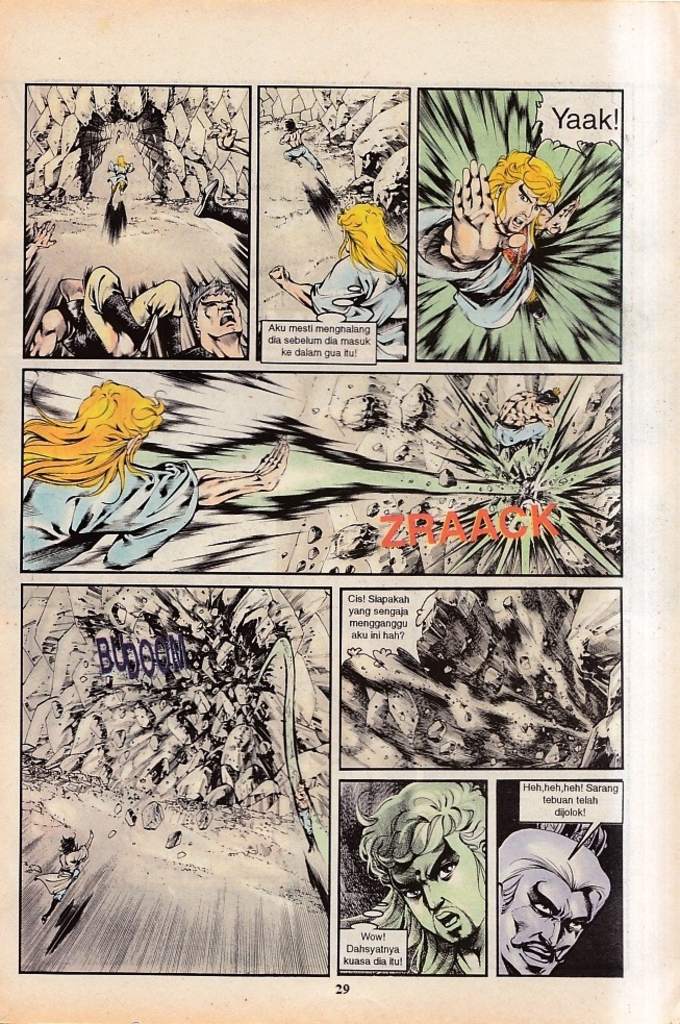 Yaak!
Aku mesti menghalang
dia sebelum dia masuk
ke dalam gua itu!
ZRAACK
BUDOOM
Cis! Siapakah
yang sengaja
mengganggu
aku ini hah?
Heh,heh,heh! Sarang
tebuan telah
dijolok!
Wow!
Dahsyatnya
kuasa dia itu!
29